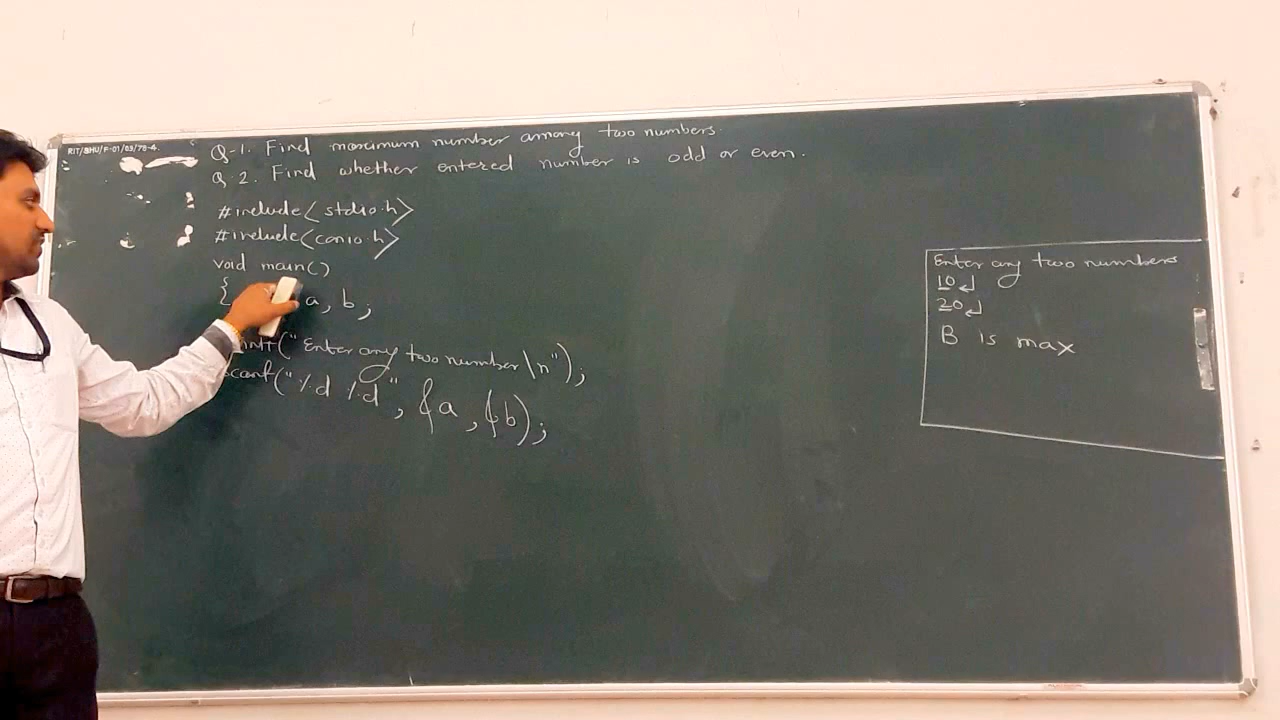 RIT/BHU/F-01/03/78-4.
Q-1. Find maximum number among two numbers.
Q.2. Find whether entered number is odd or even.
#include<stdio.h>
#include<conio.h>
void main()
{ a, b;
printf("Enter any two number \n");
scanf("%d %d", &a, &b);
Enter any two numbers
10↲
20↲
B is max